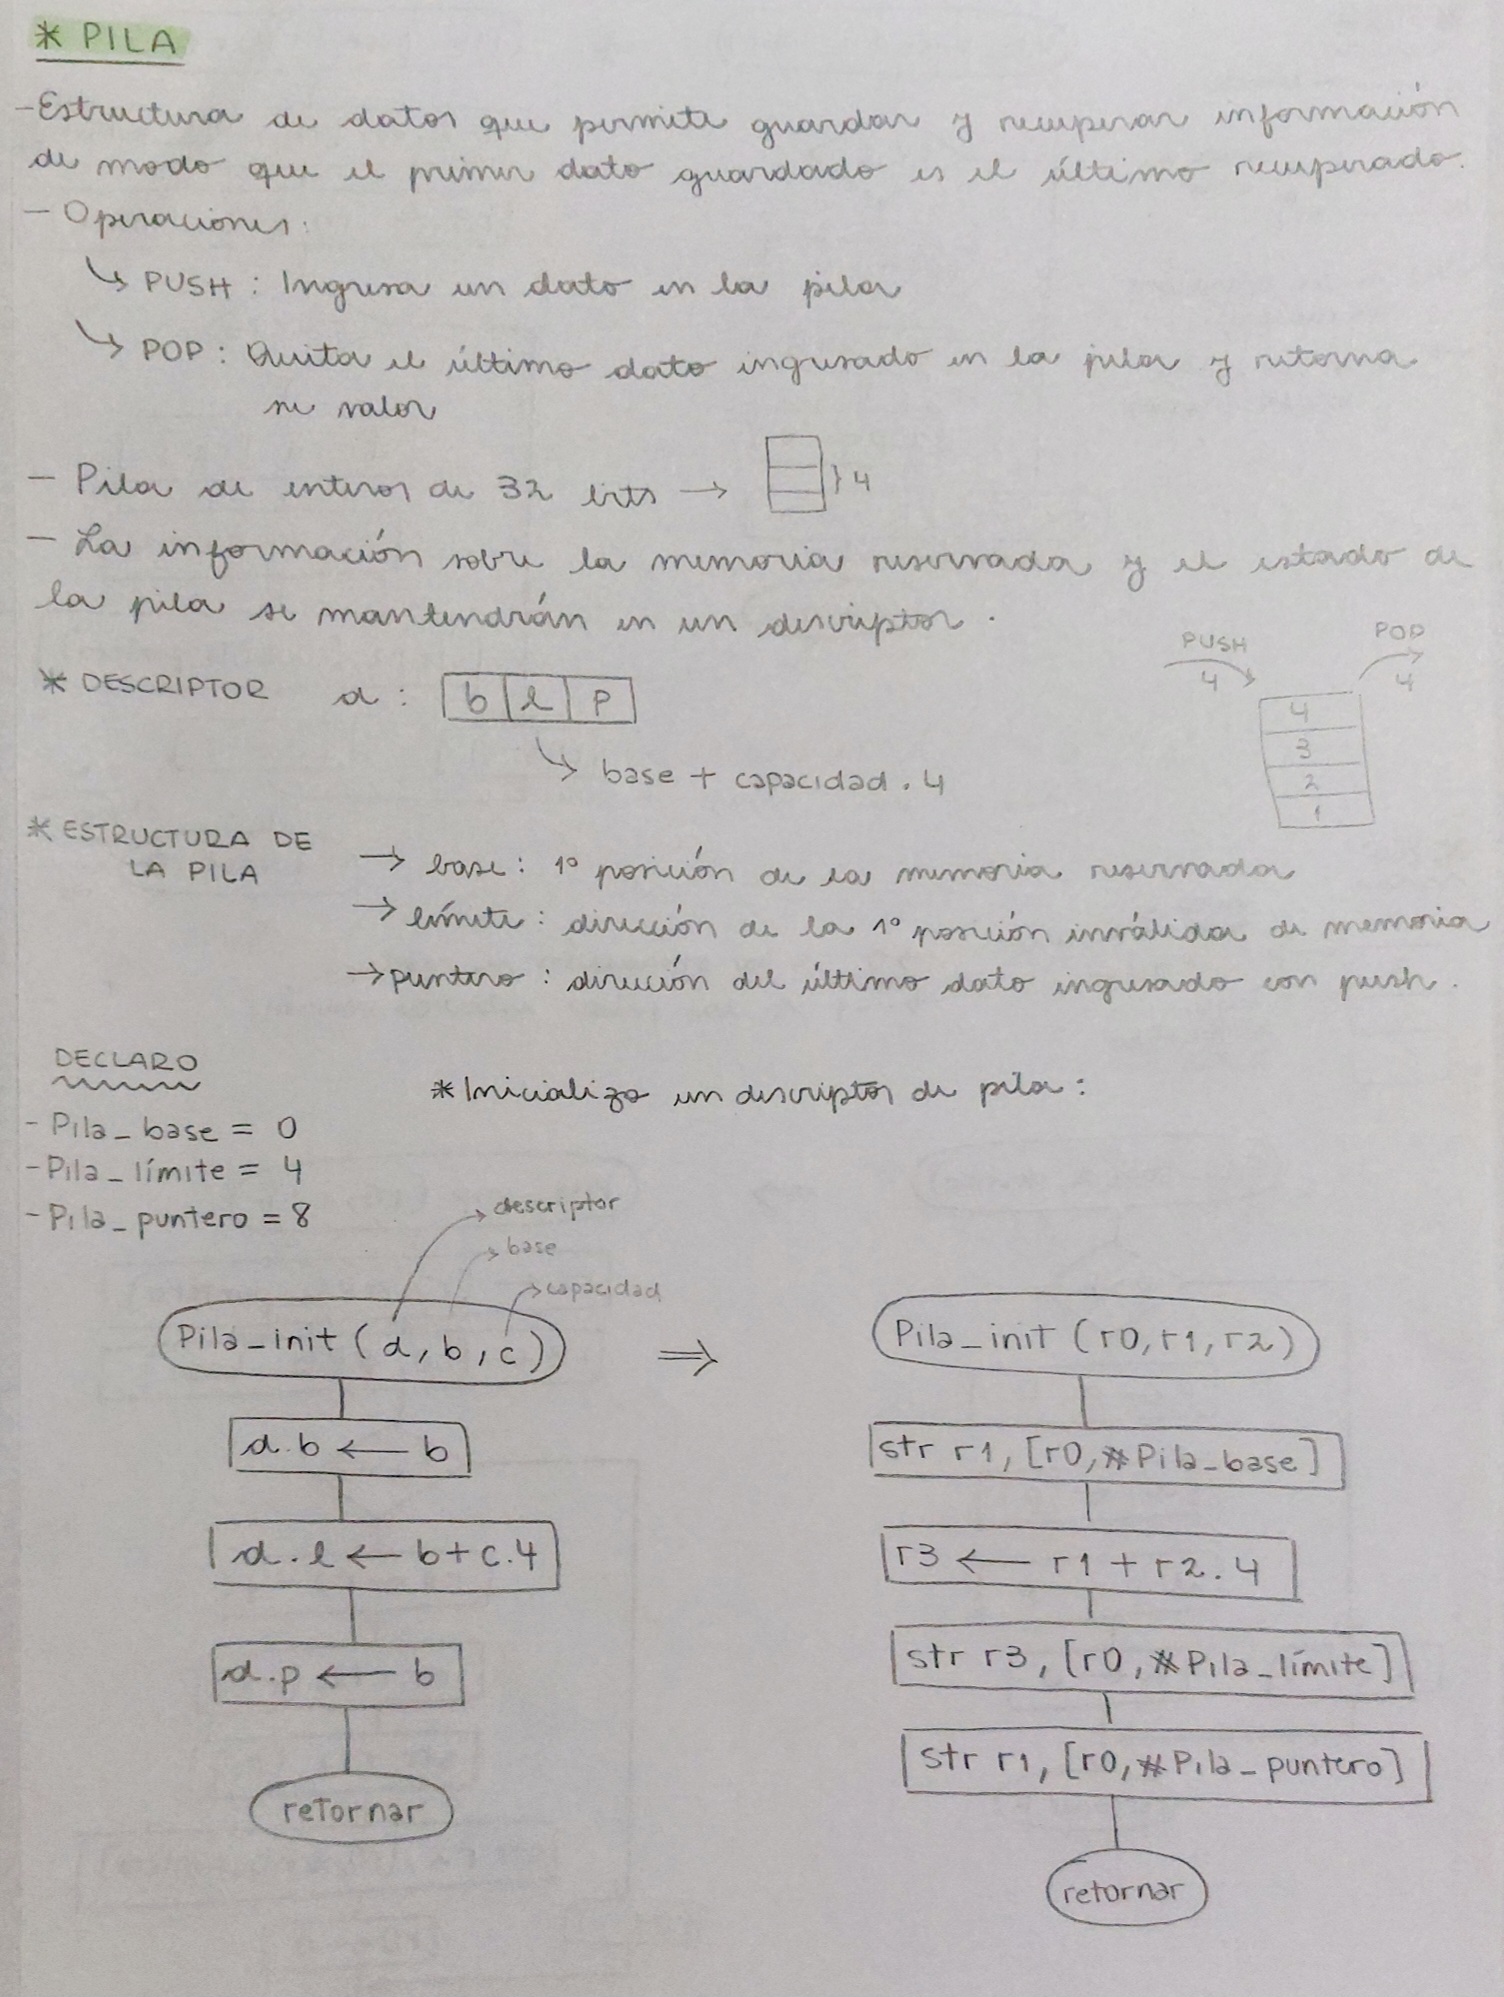 * PILA
- Estructura de datos que permite guardar y recuperar información
de modo que el primer dato guardado es el último recuperado.
- Operaciones:
↳ PUSH: Ingresa un dato en la pila
↳ POP: Quita el último dato ingresado en la pila y retorna
su valor
- Pila de enteros de 32 bits → } 4
- La información sobre la memoria reservada y el estado de
la pila se mantendrán en un descriptor.
PUSH
4
POP
4
4
3
2
1
* DESCRIPTOR d: b l p
↳ base + capacidad . 4
* ESTRUCTURA DE
LA PILA
→ base: 1° posición de la memoria reservada
→ límite: dirección de la 1° posición inválida de memoria
→ puntero: dirección del último dato ingresado con push.
DECLARO
- Pila_base = 0
- Pila_límite = 4
- Pila_puntero = 8
* Inicializo un descriptor de pila:
descriptor
base
capacidad
Pila_init (d, b, c)
d.b ← b
d.l ← b+c.4
d.p ← b
retornar
⇒
Pila_init (r0, r1, r2)
str r1, [r0, #Pila_base]
r3 ← r1 + r2.4
str r3, [r0, #Pila_límite]
str r1, [r0, #Pila_puntero]
retornar